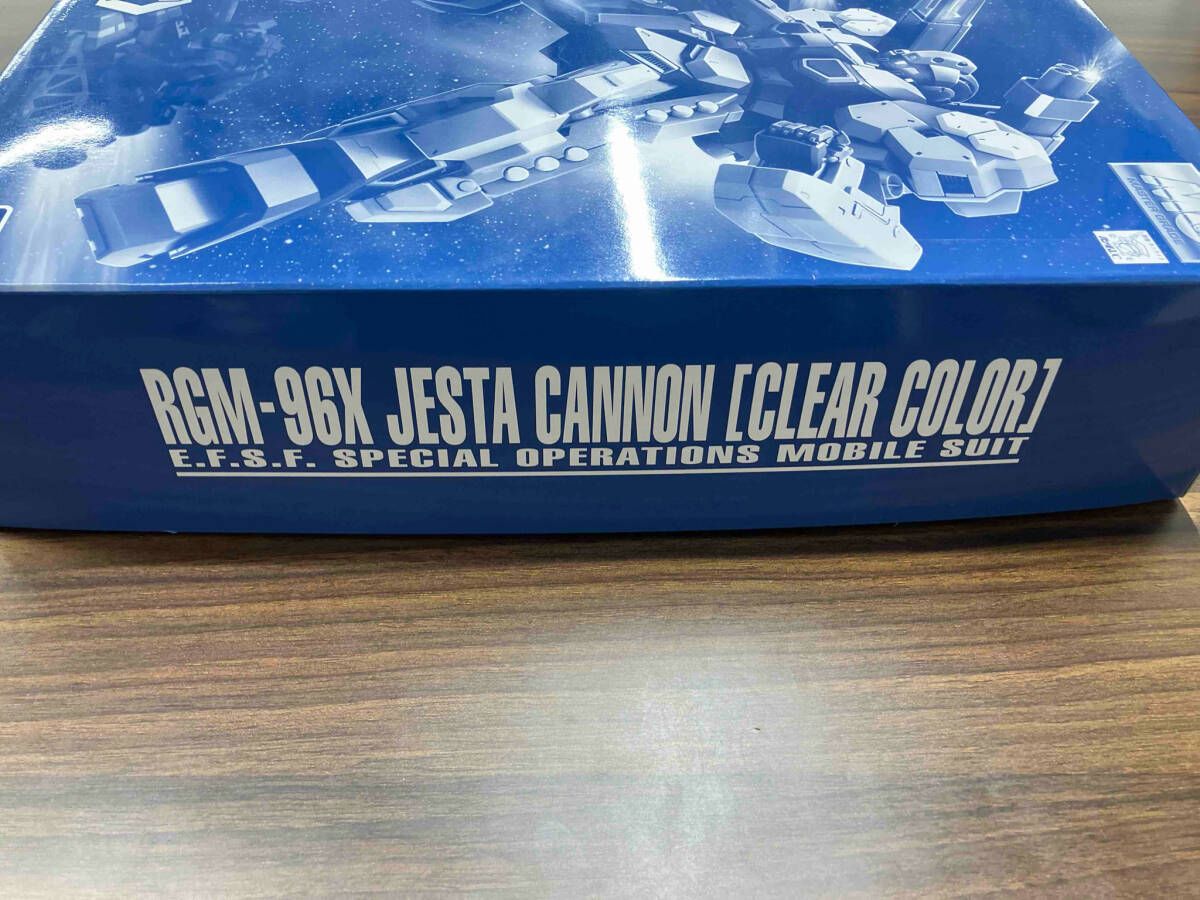 RGM-96X JESTA CANNON [CLEAR COLOR]
E.F.S.F. SPECIAL OPERATIONS MOBILE SUIT